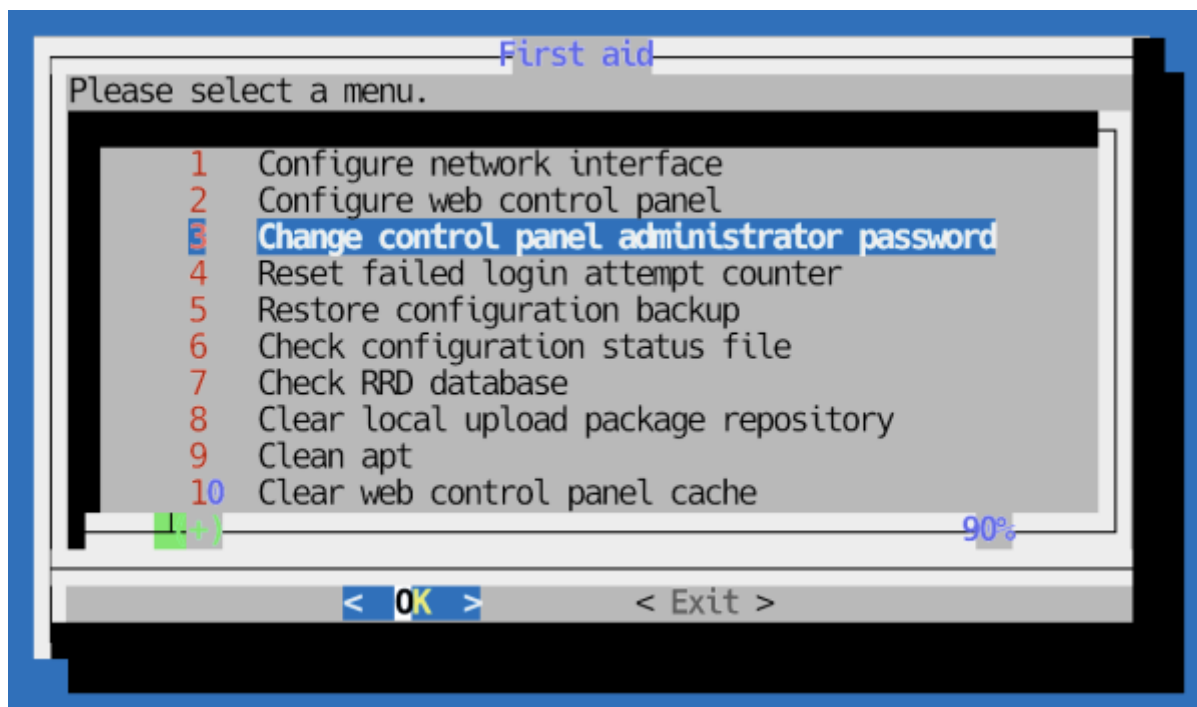 First aid
Please select a menu.
1 Configure network interface
2 Configure web control panel
3 Change control panel administrator password
4 Reset failed login attempt counter
5 Restore configuration backup
6 Check configuration status file
7 Check RRD database
8 Clear local upload package repository
9 Clean apt
10 Clear web control panel cache
(+) 90%
< OK > < Exit >